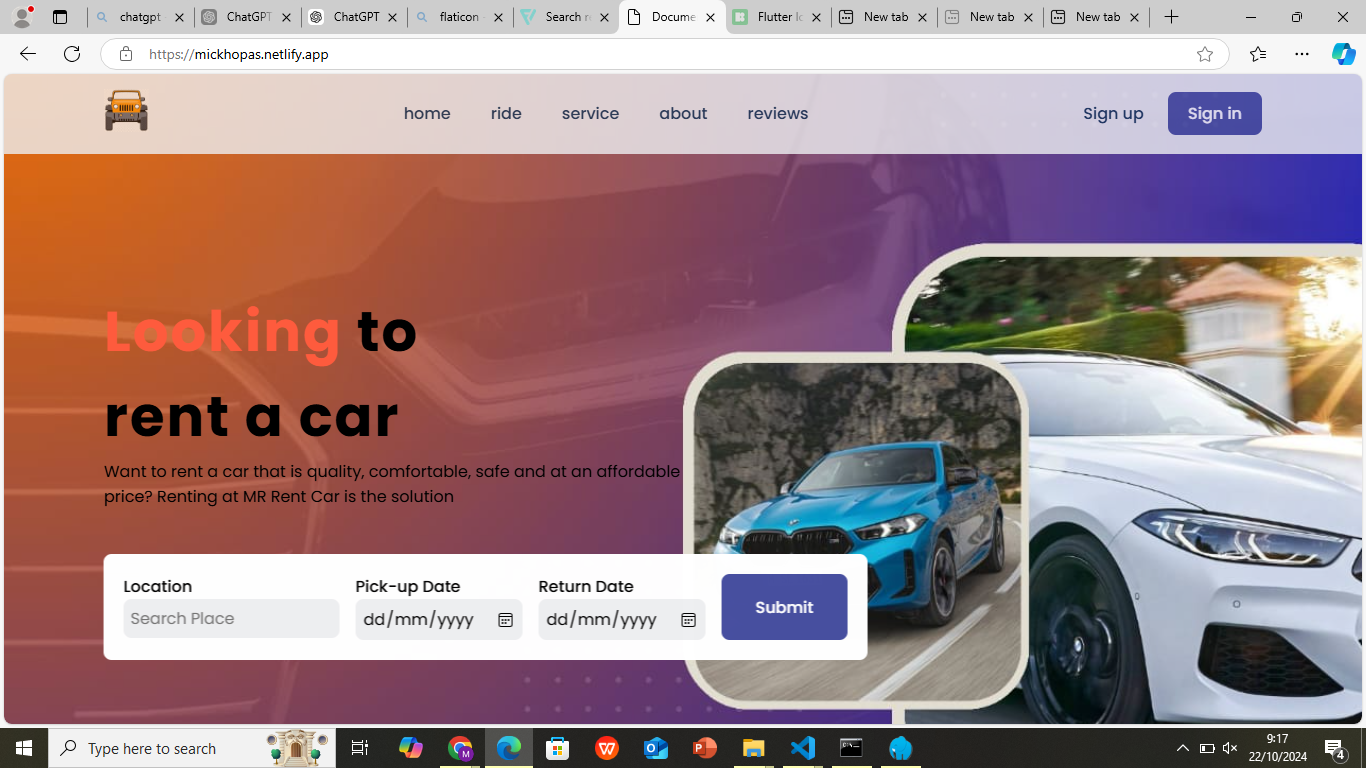 chatgpt
ChatGPT
ChatGPT
flaticon
Search re
Docume
Flutter Ic
New tab
New tab
New tab
https://mickhopas.netlify.app
home ride service about reviews Sign up Sign in
Looking to
rent a car
Want to rent a car that is quality, comfortable, safe and at an affordable
price? Renting at MR Rent Car is the solution
Location Pick-up Date Return Date
Search Place dd/mm/yyyy dd/mm/yyyy Submit
Type here to search
9:17
22/10/2024
4